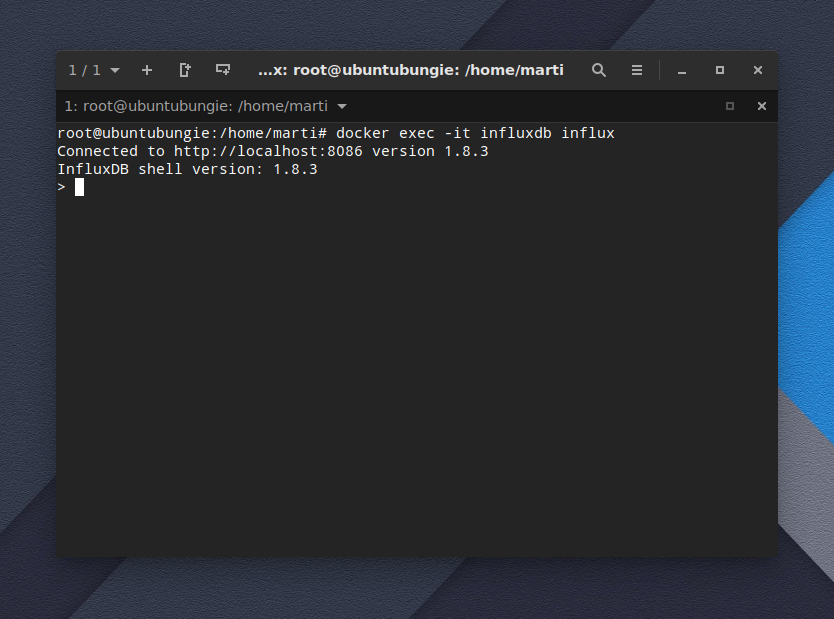 1 / 1
...x: root@ubuntubungie: /home/marti
1: root@ubuntubungie: /home/marti
root@ubuntubungie:/home/marti# docker exec -it influxdb influx
Connected to http://localhost:8086 version 1.8.3
InfluxDB shell version: 1.8.3
>